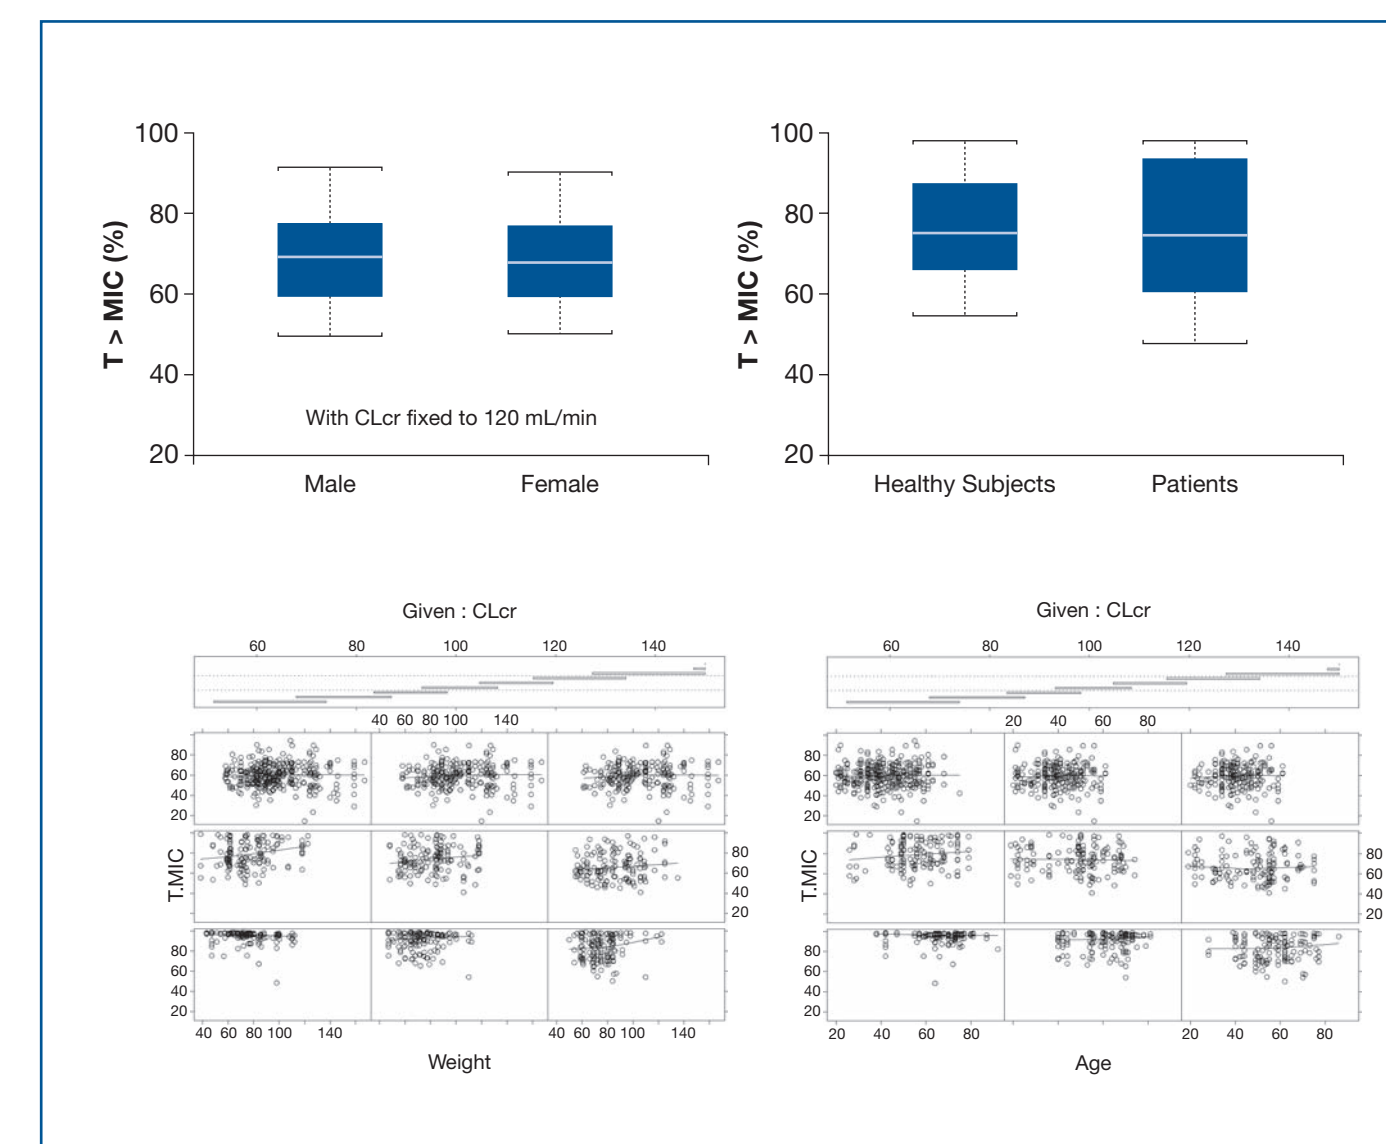 100
80
60
40
20
T > MIC (%)
With CLcr fixed to 120 mL/min
Male Female
100
80
60
40
20
T > MIC (%)
Healthy Subjects Patients
Given : CLcr
60 80 100 120 140
40 60 80 100 140
80
60
40
20
T.MIC
80
60
40
20
80
60
40
20
40 60 80 100 140 40 60 80 100 140
Weight
Given : CLcr
60 80 100 120 140
20 40 60 80
80
60
40
20
T.MIC
80
60
40
20
80
60
40
20
20 40 60 80 20 40 60 80
Age